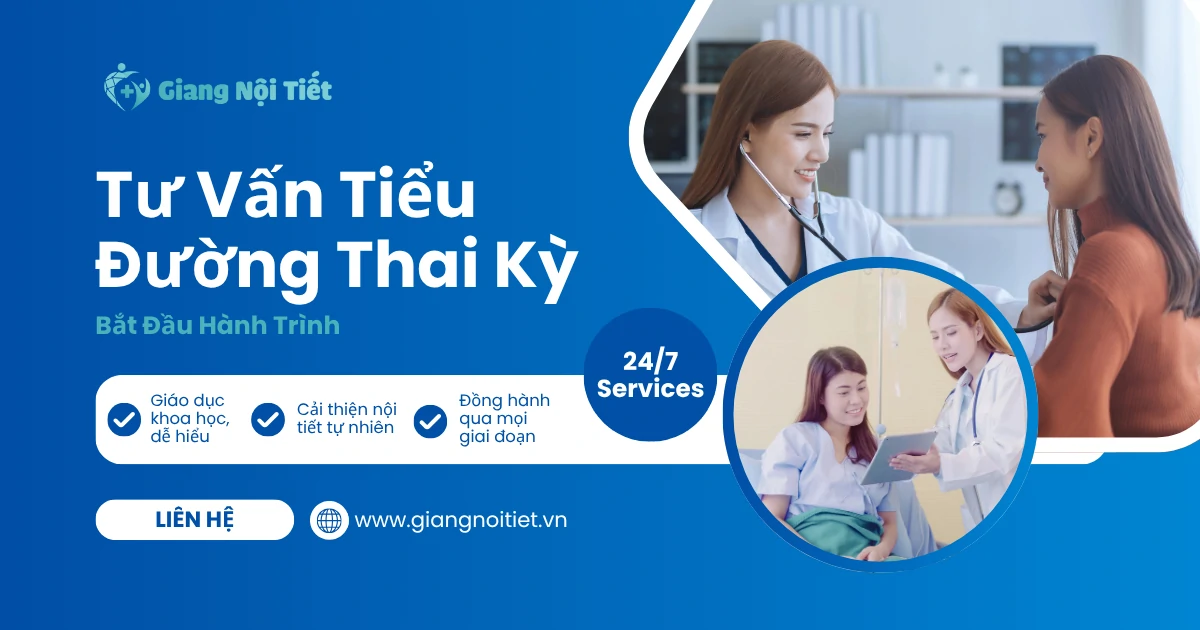 Giang Nội Tiết
Tư Vấn Tiểu
Đường Thai Kỳ
Bắt Đầu Hành Trình
Giáo dục
khoa học,
dễ hiểu
Cải thiện nội
tiết tự nhiên
Đồng hành
qua mọi
giai đoạn
24/7
Services
LIÊN HỆ
www.giangnoitiet.vn